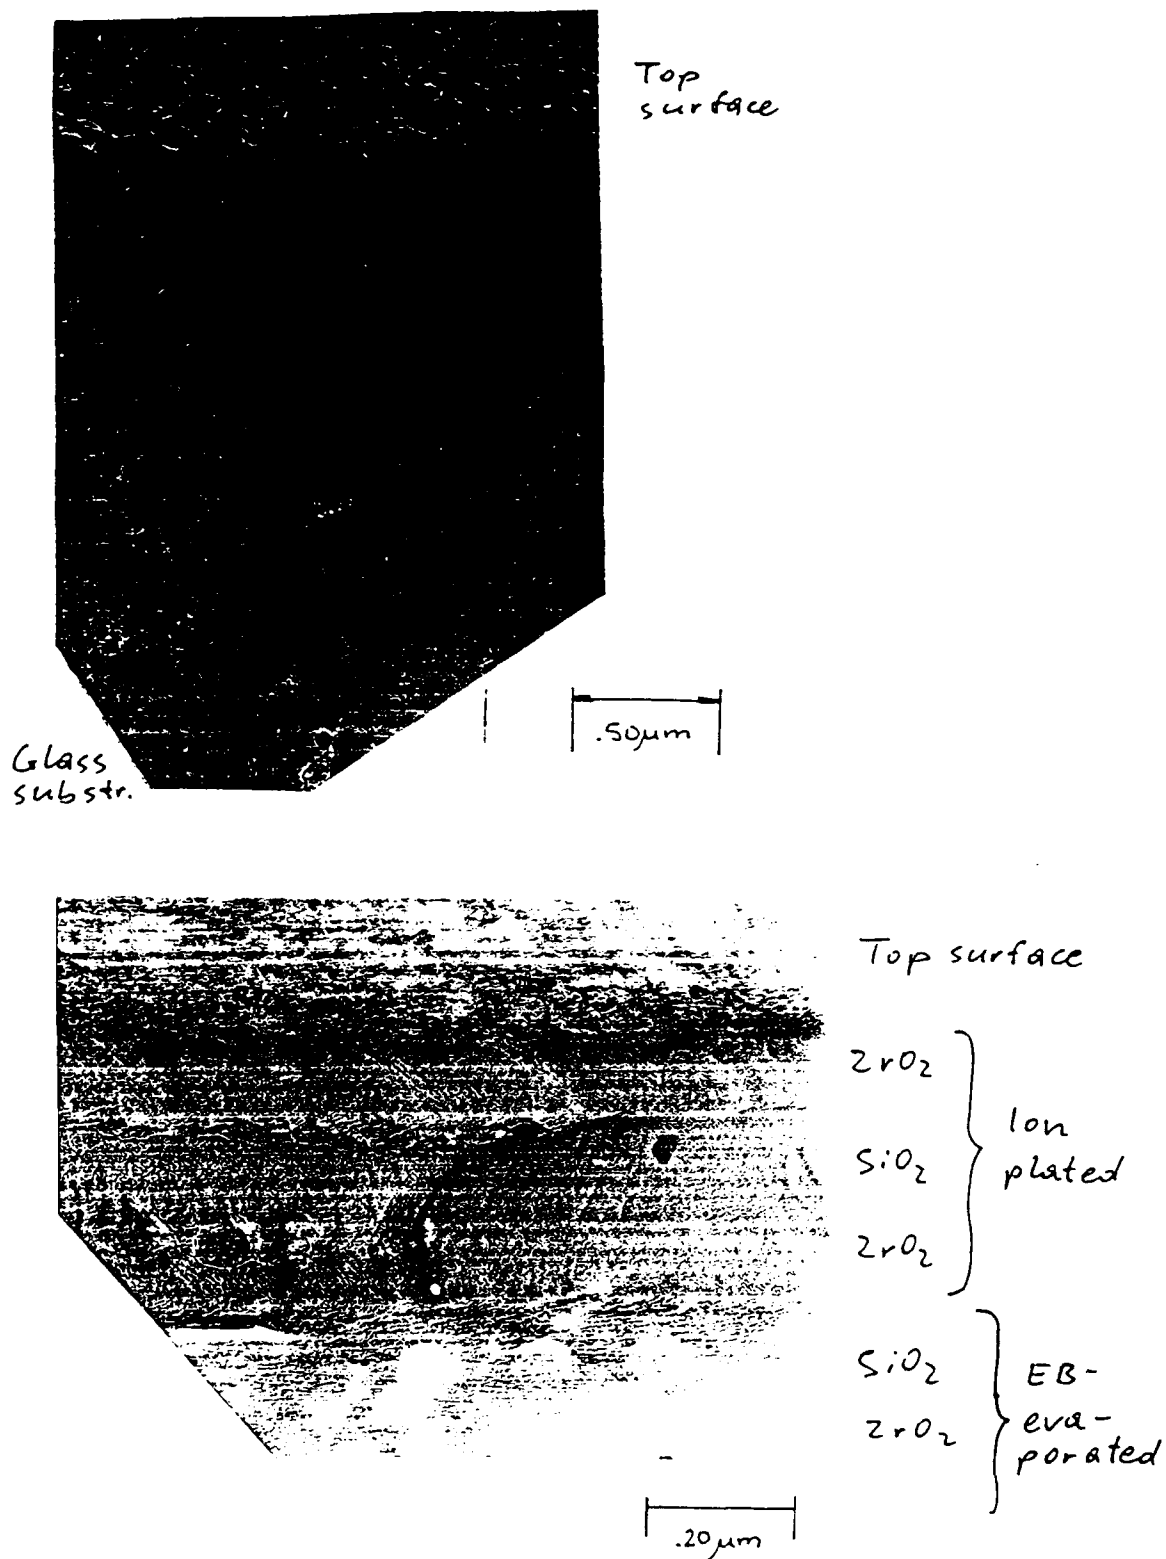 Top
surface
.50µm
Glass
substr.
Top surface
ZrO2
SiO2
ZrO2
Ion
plated
SiO2
ZrO2
EB-
eva-
porated
.20µm